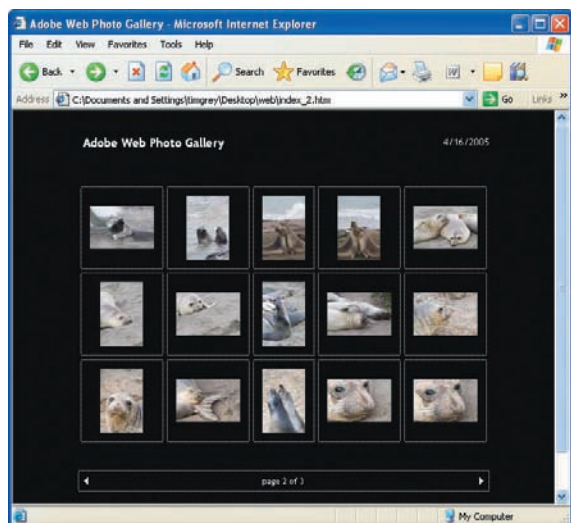 Adobe Web Photo Gallery - Microsoft Internet Explorer
File Edit View Favorites Tools Help
Back Search Favorites
Address C:\Documents and Settings\timgrey\Desktop\web\index_2.htm Go Links »
Adobe Web Photo Gallery 4/16/2005
page 2 of 3
My Computer